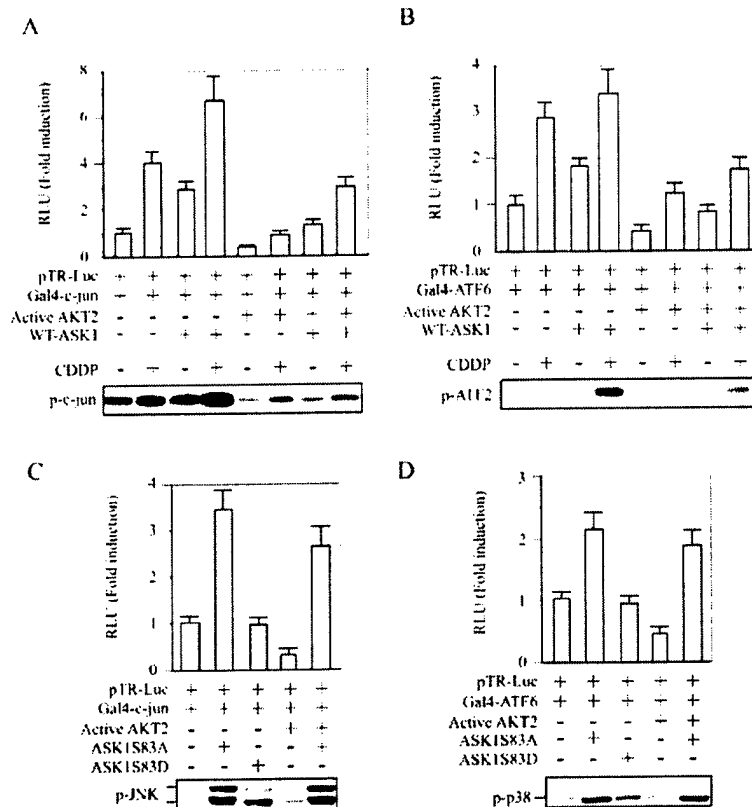 A
RLU (Fold induction)
8
6
4
2
0
pTR-Luc + + + + + + + +
Gal4-c-jun - + + + + + + +
Active AKT2 - - - - + + + +
WT-ASK1 - - + + - - + +
CDDP - + - + - + - +
p-c-jun
B
RLU (Fold induction)
4
3
2
1
0
pTR-Luc + + + + + + + +
Gal4-ATF6 + + + + + + + +
Active AKT2 - - - - + + + +
WT-ASK1 - - + + - - + +
CDDP - + - + - + - +
p-ATF2
C
RLU (Fold induction)
4
3
2
1
0
pTR-Luc + + + + +
Gal4-c-jun + + + + +
Active AKT2 - - - + +
ASK1S83A - + - - +
ASK1S83D - - + - -
p-JNK
D
RLU (Fold induction)
3
2
1
0
pTR-Luc + + + + +
Gal4-ATF6 + + + + +
Active AKT2 - - - + +
ASK1S83A - + - - +
ASK1S83D - - + - -
p-p38